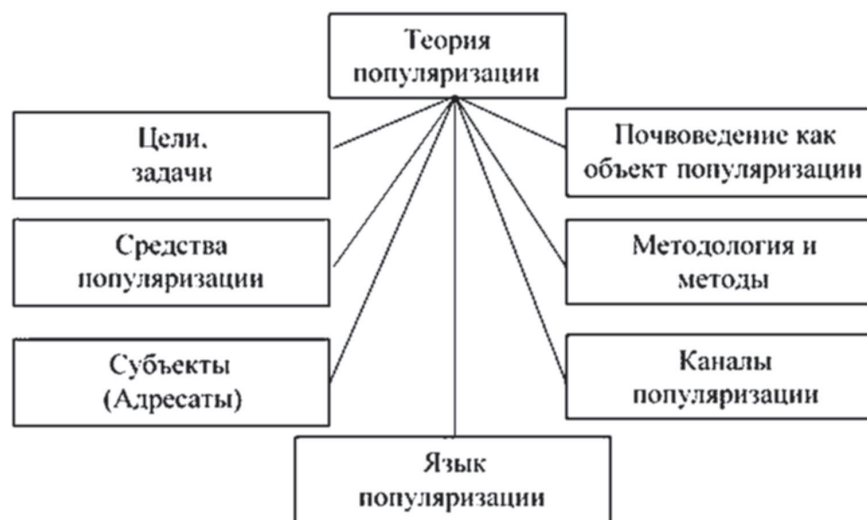 Теория
популяризации
Цели,
задачи
Почвоведение как
объект популяризации
Средства
популяризации
Методология и
методы
Субъекты
(Адресаты)
Каналы
популяризации
Язык
популяризации